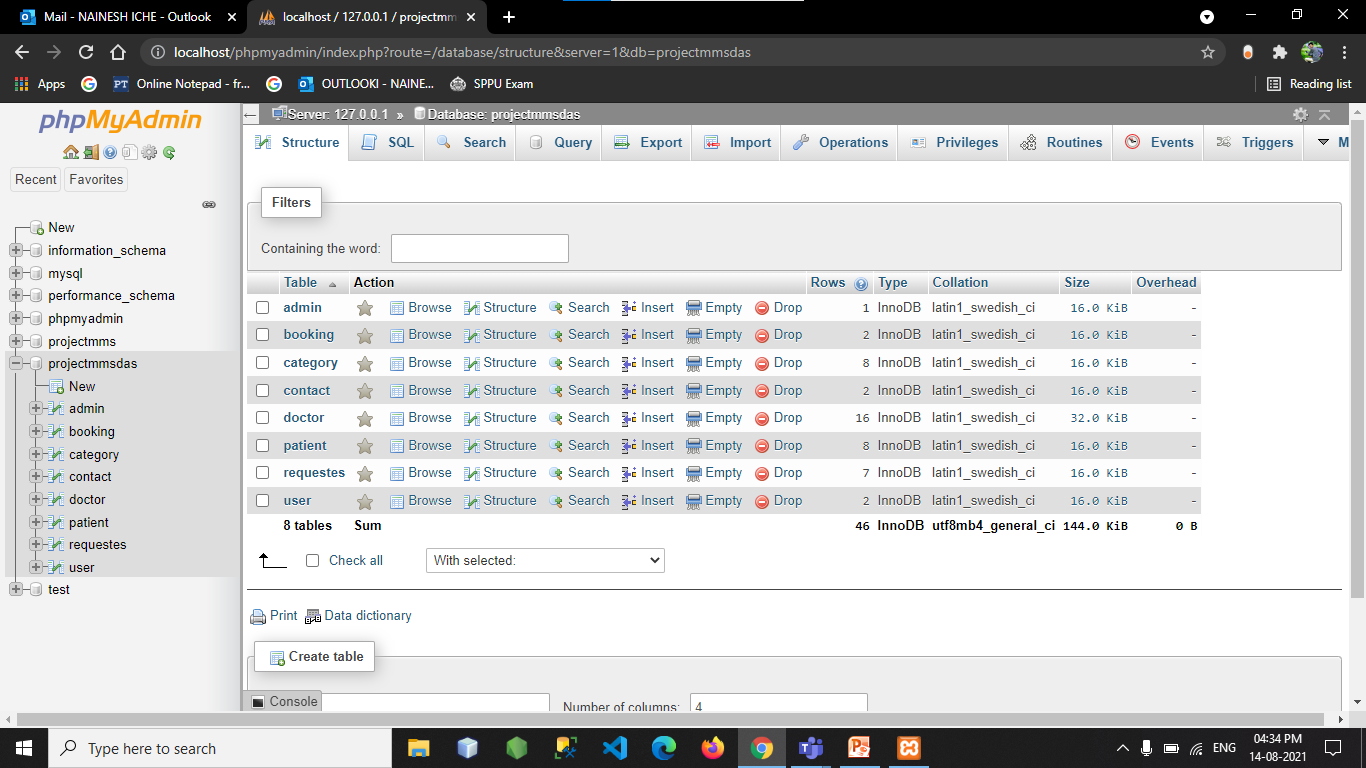 Mail - NAINESH ICHE - Outlook
localhost / 127.0.0.1 / projectmm
localhost/phpmyadmin/index.php?route=/database/structure&server=1&db=projectmmsdas
Apps
PT Online Notepad - fr...
OUTLOOKI - NAINE...
SPPU Exam
Reading list
phpMyAdmin
Recent Favorites
New
information_schema
mysql
performance_schema
phpmyadmin
projectmms
projectmmsdas
New
admin
booking
category
contact
doctor
patient
requestes
user
test
Server: 127.0.0.1 » Database: projectmmsdas
Structure SQL Search Query Export Import Operations Privileges Routines Events Triggers M
Filters
Containing the word:
Table Action Rows Type Collation Size Overhead
admin Browse Structure Search Insert Empty Drop 1 InnoDB latin1_swedish_ci 16.0 KiB -
booking Browse Structure Search Insert Empty Drop 2 InnoDB latin1_swedish_ci 16.0 KiB -
category Browse Structure Search Insert Empty Drop 8 InnoDB latin1_swedish_ci 16.0 KiB -
contact Browse Structure Search Insert Empty Drop 2 InnoDB latin1_swedish_ci 16.0 KiB -
doctor Browse Structure Search Insert Empty Drop 16 InnoDB latin1_swedish_ci 32.0 KiB -
patient Browse Structure Search Insert Empty Drop 8 InnoDB latin1_swedish_ci 16.0 KiB -
requestes Browse Structure Search Insert Empty Drop 7 InnoDB latin1_swedish_ci 16.0 KiB -
user Browse Structure Search Insert Empty Drop 2 InnoDB latin1_swedish_ci 16.0 KiB -
8 tables Sum 46 InnoDB utf8mb4_general_ci 144.0 KiB 0 B
Check all With selected:
Print Data dictionary
Create table
Console
Number of columns: 4
Type here to search
ENG
04:34 PM
14-08-2021